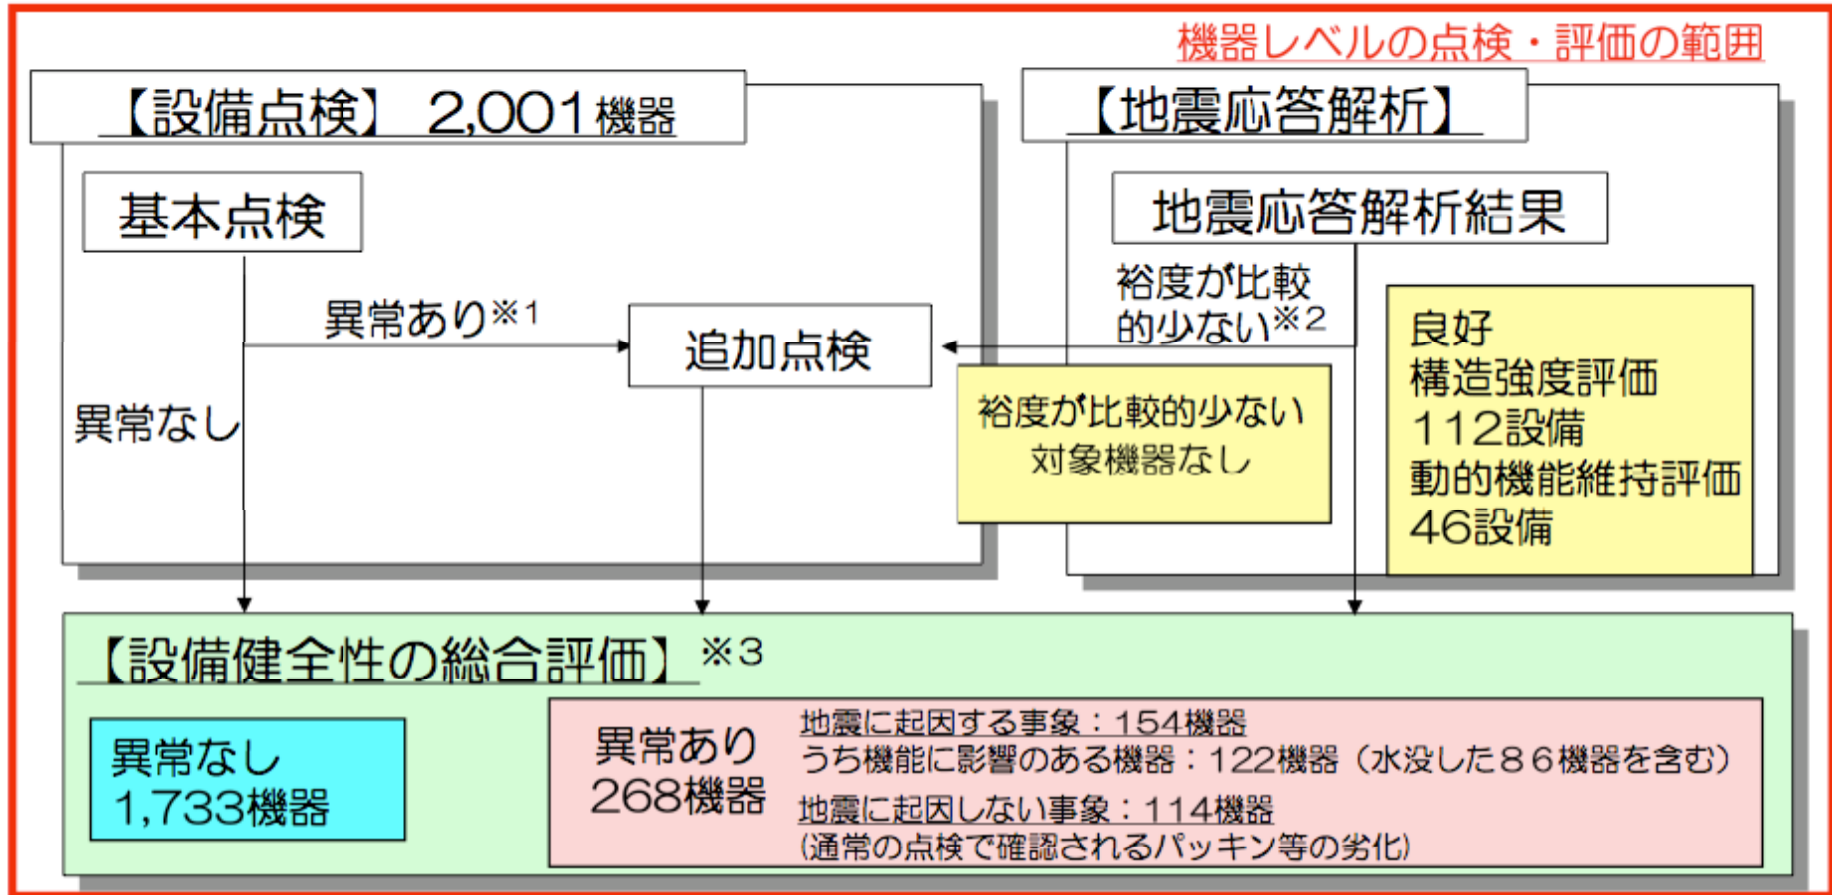 機器レベルの点検・評価の範囲
【設備点検】 2,001機器
基本点検
異常あり※1
追加点検
異常なし
【地震応答解析】
地震応答解析結果
裕度が比較
的少ない※2
裕度が比較的少ない
対象機器なし
良好
構造強度評価
112設備
動的機能維持評価
46設備
【設備健全性の総合評価】※3
異常なし
1,733機器
異常あり
268機器
地震に起因する事象：154機器
うち機能に影響のある機器：122機器（水没した８６機器を含む）
地震に起因しない事象：114機器
(通常の点検で確認されるパッキン等の劣化)